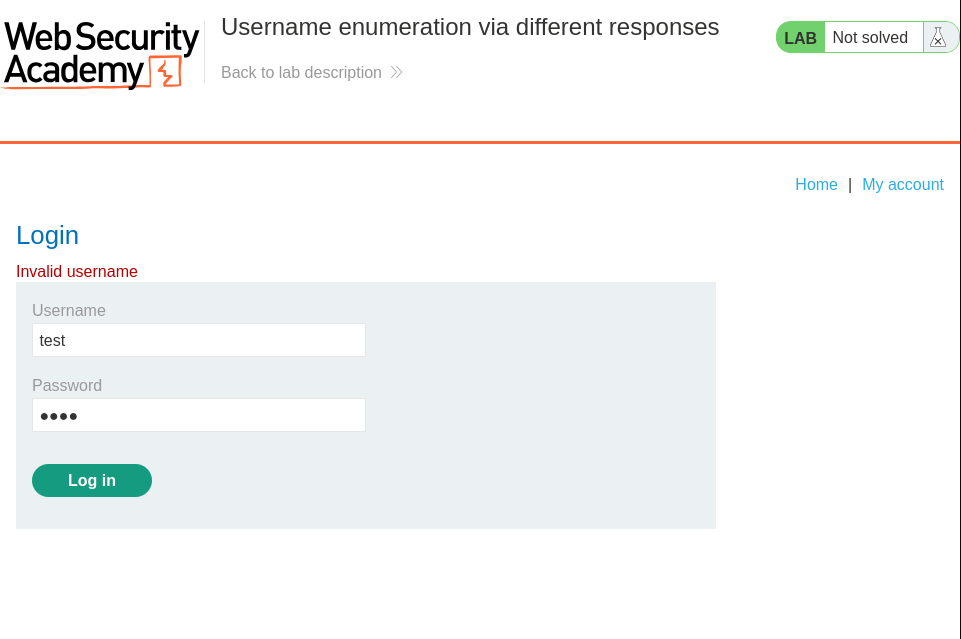 Web Security
Academy
Username enumeration via different responses
Back to lab description
LAB Not solved
Home | My account
Login
Invalid username
Username
test
Password
••••
Log in